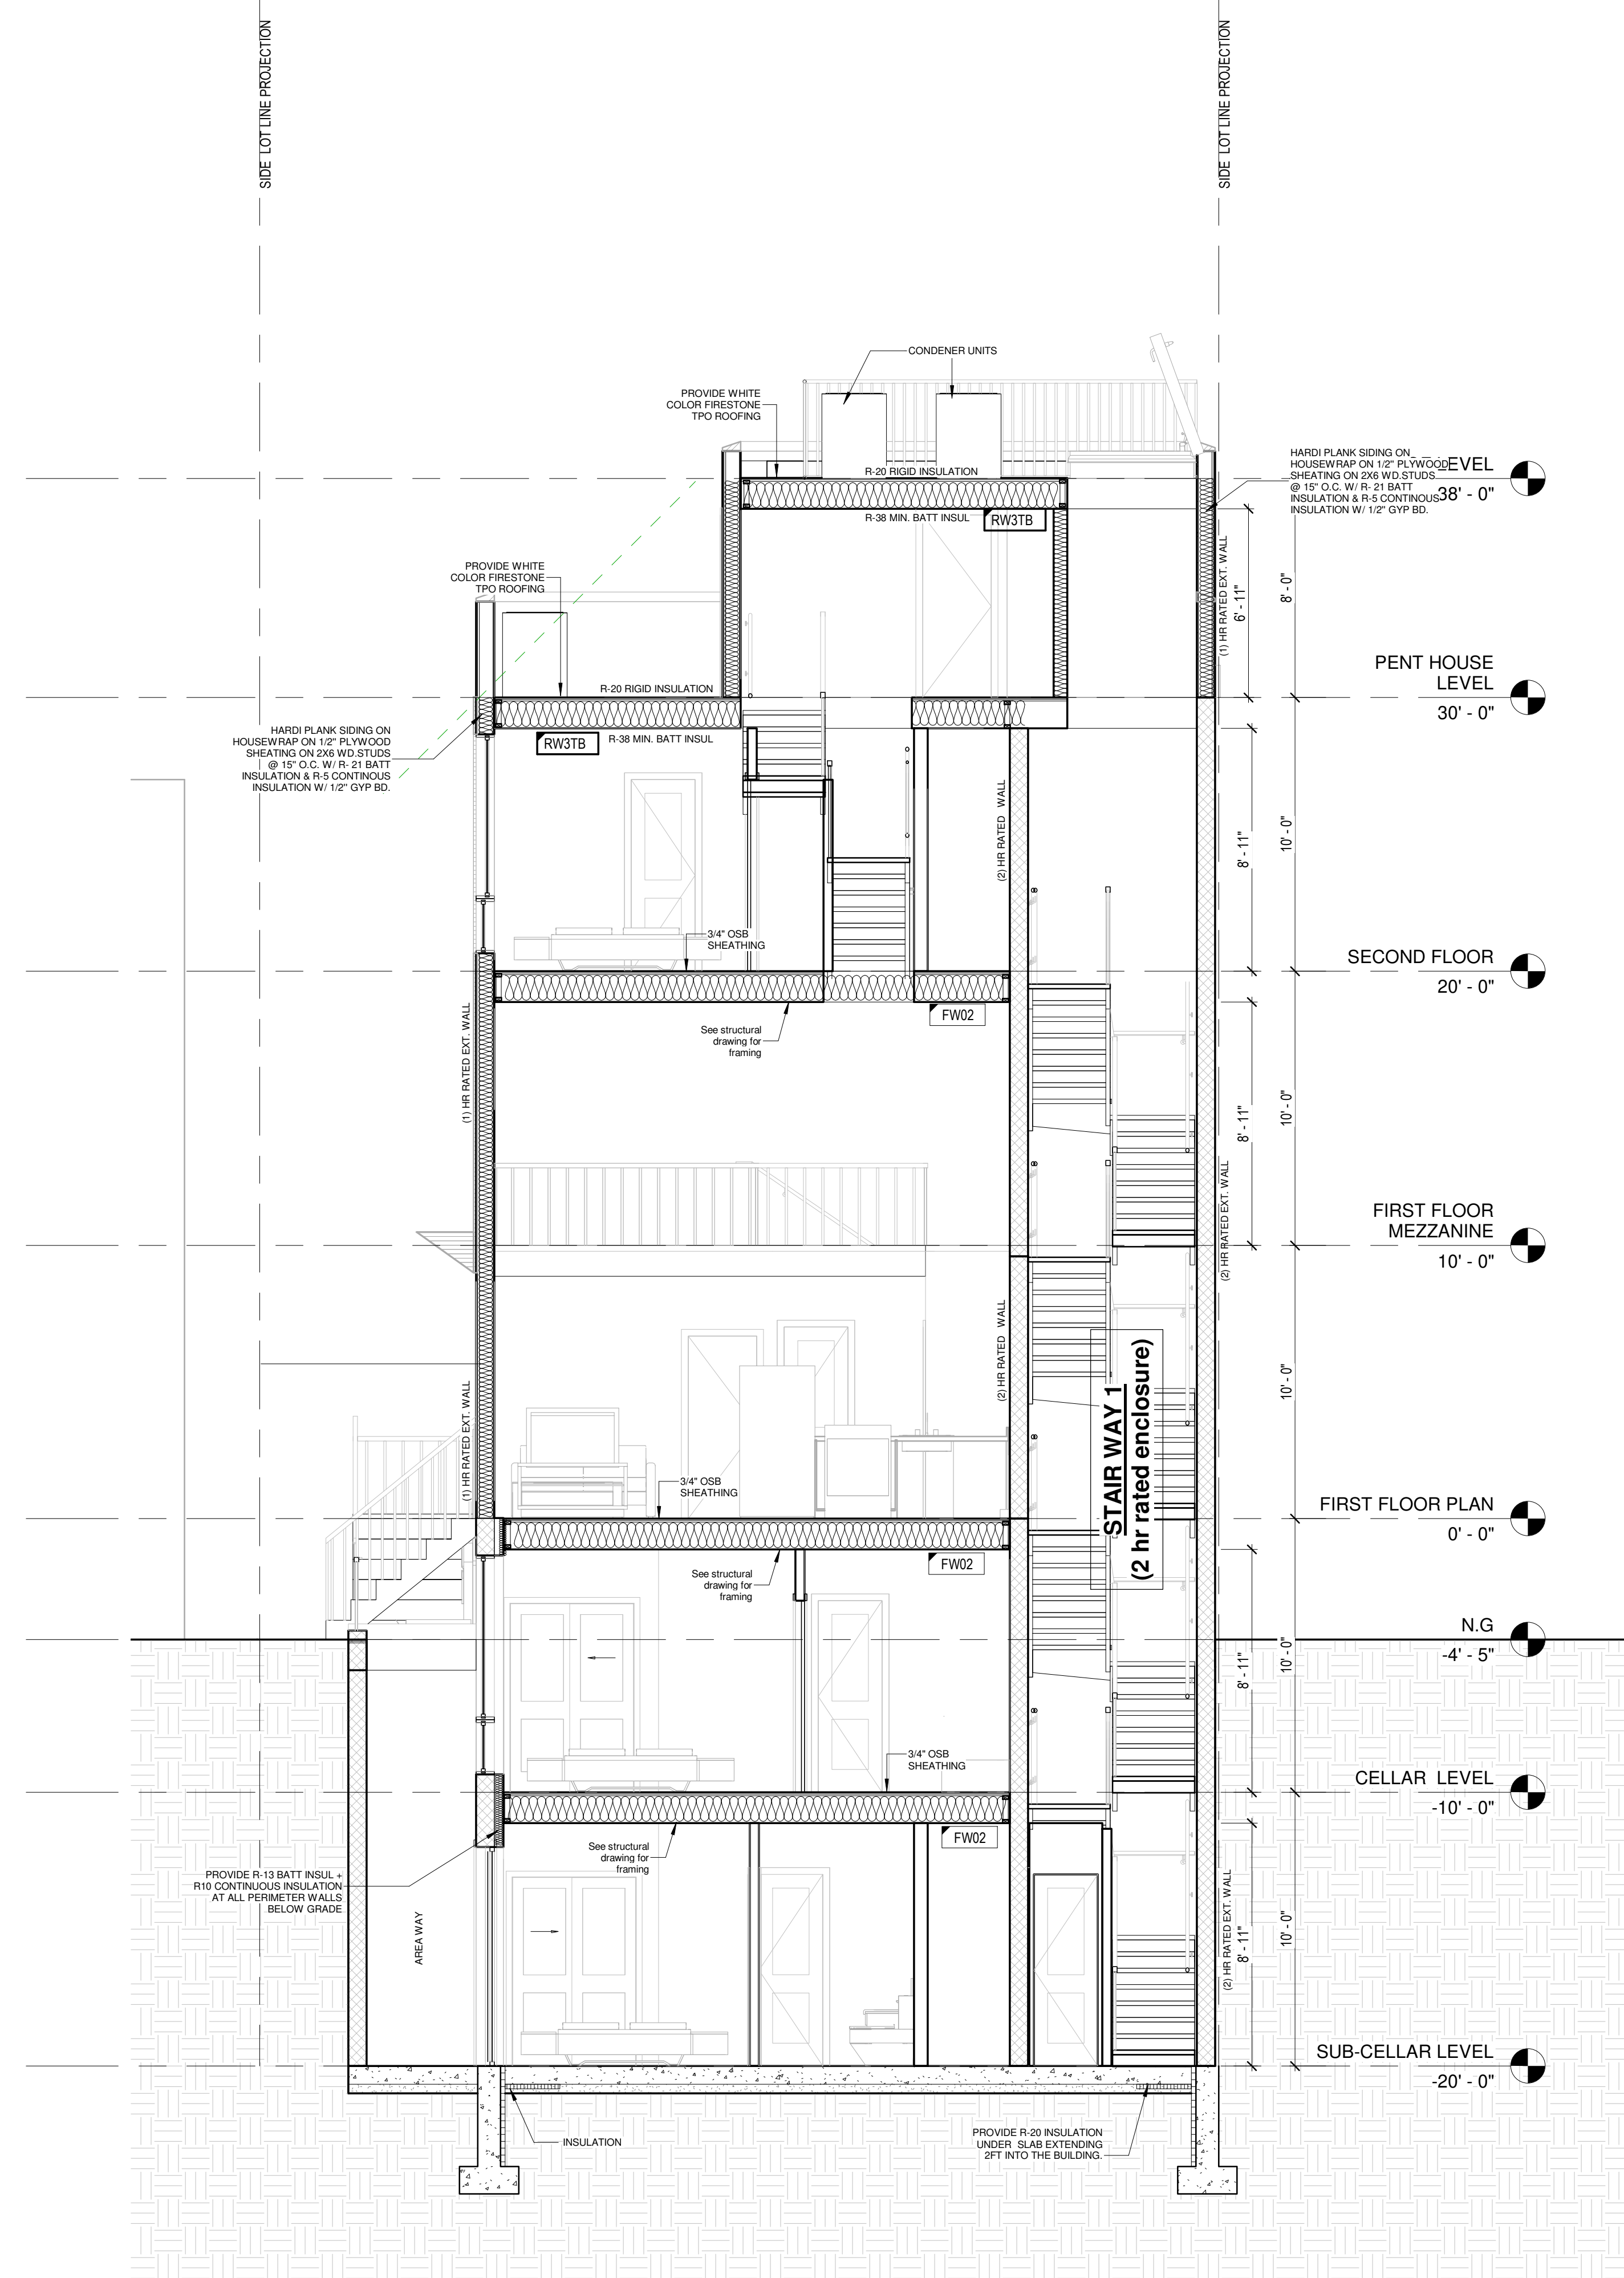 SIDE LOT LINE PROJECTION
SIDE LOT LINE PROJECTION
CONDENER UNITS
PROVIDE WHITE
COLOR FIRESTONE
TPO ROOFING
R-20 RIGID INSULATION
HARDI PLANK SIDING ON
HOUSEWRAP ON 1/2" PLYWOOD
SHEATING ON 2X6 WD.STUDS
@ 15" O.C. W/ R- 21 BATT
INSULATION & R-5 CONTINOUS
INSULATION W/ 1/2" GYP BD.
EVEL
38' - 0"
R-38 MIN. BATT INSUL
RW3TB
(1) HR RATED EXT. WALL
6' - 11"
8' - 0"
PROVIDE WHITE
COLOR FIRESTONE
TPO ROOFING
R-20 RIGID INSULATION
PENT HOUSE
LEVEL
30' - 0"
HARDI PLANK SIDING ON
HOUSEWRAP ON 1/2" PLYWOOD
SHEATING ON 2X6 WD.STUDS
@ 15" O.C. W/ R- 21 BATT
INSULATION & R-5 CONTINOUS
INSULATION W/ 1/2" GYP BD.
RW3TB
R-38 MIN. BATT INSUL
(2) HR RATED WALL
8' - 11"
10' - 0"
3/4" OSB
SHEATHING
SECOND FLOOR
20' - 0"
See structural
drawing for
framing
FW02
(1) HR RATED EXT. WALL
8' - 11"
10' - 0"
(2) HR RATED EXT. WALL
FIRST FLOOR
MEZZANINE
10' - 0"
(1) HR RATED EXT. WALL
(2) HR RATED WALL
STAIR WAY 1
(2 hr rated enclosure)
10' - 0"
3/4" OSB
SHEATHING
FIRST FLOOR PLAN
0' - 0"
See structural
drawing for
framing
FW02
N.G
-4' - 5"
8' - 11"
10' - 0"
3/4" OSB
SHEATHING
CELLAR LEVEL
-10' - 0"
See structural
drawing for
framing
FW02
PROVIDE R-13 BATT INSUL +
R10 CONTINUOUS INSULATION
AT ALL PERIMETER WALLS
BELOW GRADE
AREA WAY
(2) HR RATED EXT. WALL
8' - 11"
10' - 0"
SUB-CELLAR LEVEL
-20' - 0"
INSULATION
PROVIDE R-20 INSULATION
UNDER SLAB EXTENDING
2FT INTO THE BUILDING.